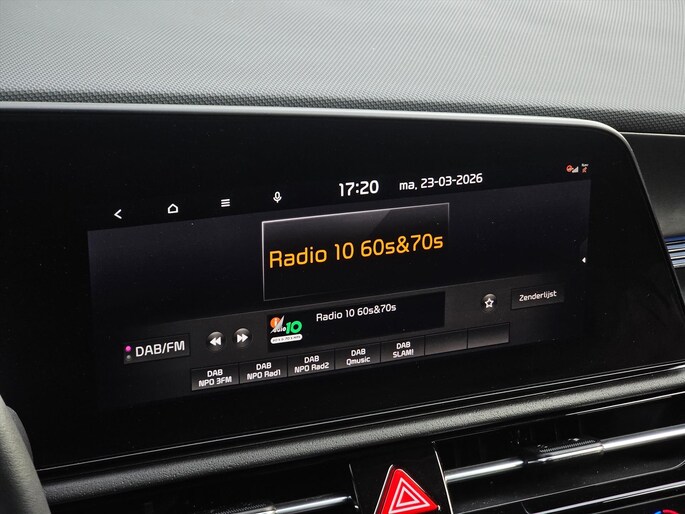 17:20 ma, 23-03-2026
Radio 10 60s&70s
Radio 10 60s&70s
10
Zenderlijst
DAB/FM
DAB
NPO 3FM
DAB
NPO Rad1
DAB
NPO Rad2
DAB
Qmusic
DAB
SLAM!